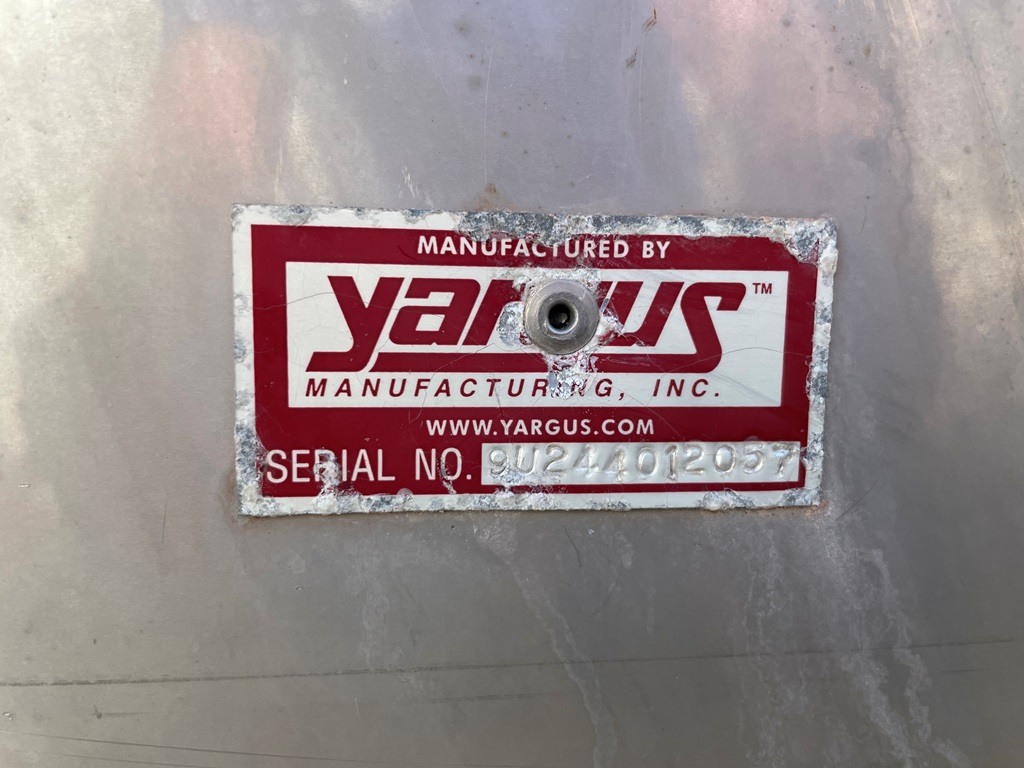 MANUFACTURED BY
yargus™
MANUFACTURING, INC.
WWW.YARGUS.COM
SERIAL NO. 9U244012057